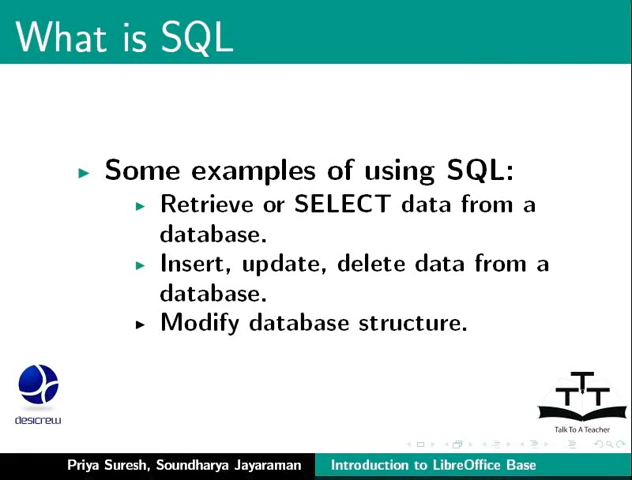 What is SQL
Some examples of using SQL:
Retrieve or SELECT data from a
database.
Insert, update, delete data from a
database.
Modify database structure.
desicrew
TTT
Talk To A Teacher
Priya Suresh, Soundharya Jayaraman
Introduction to LibreOffice Base